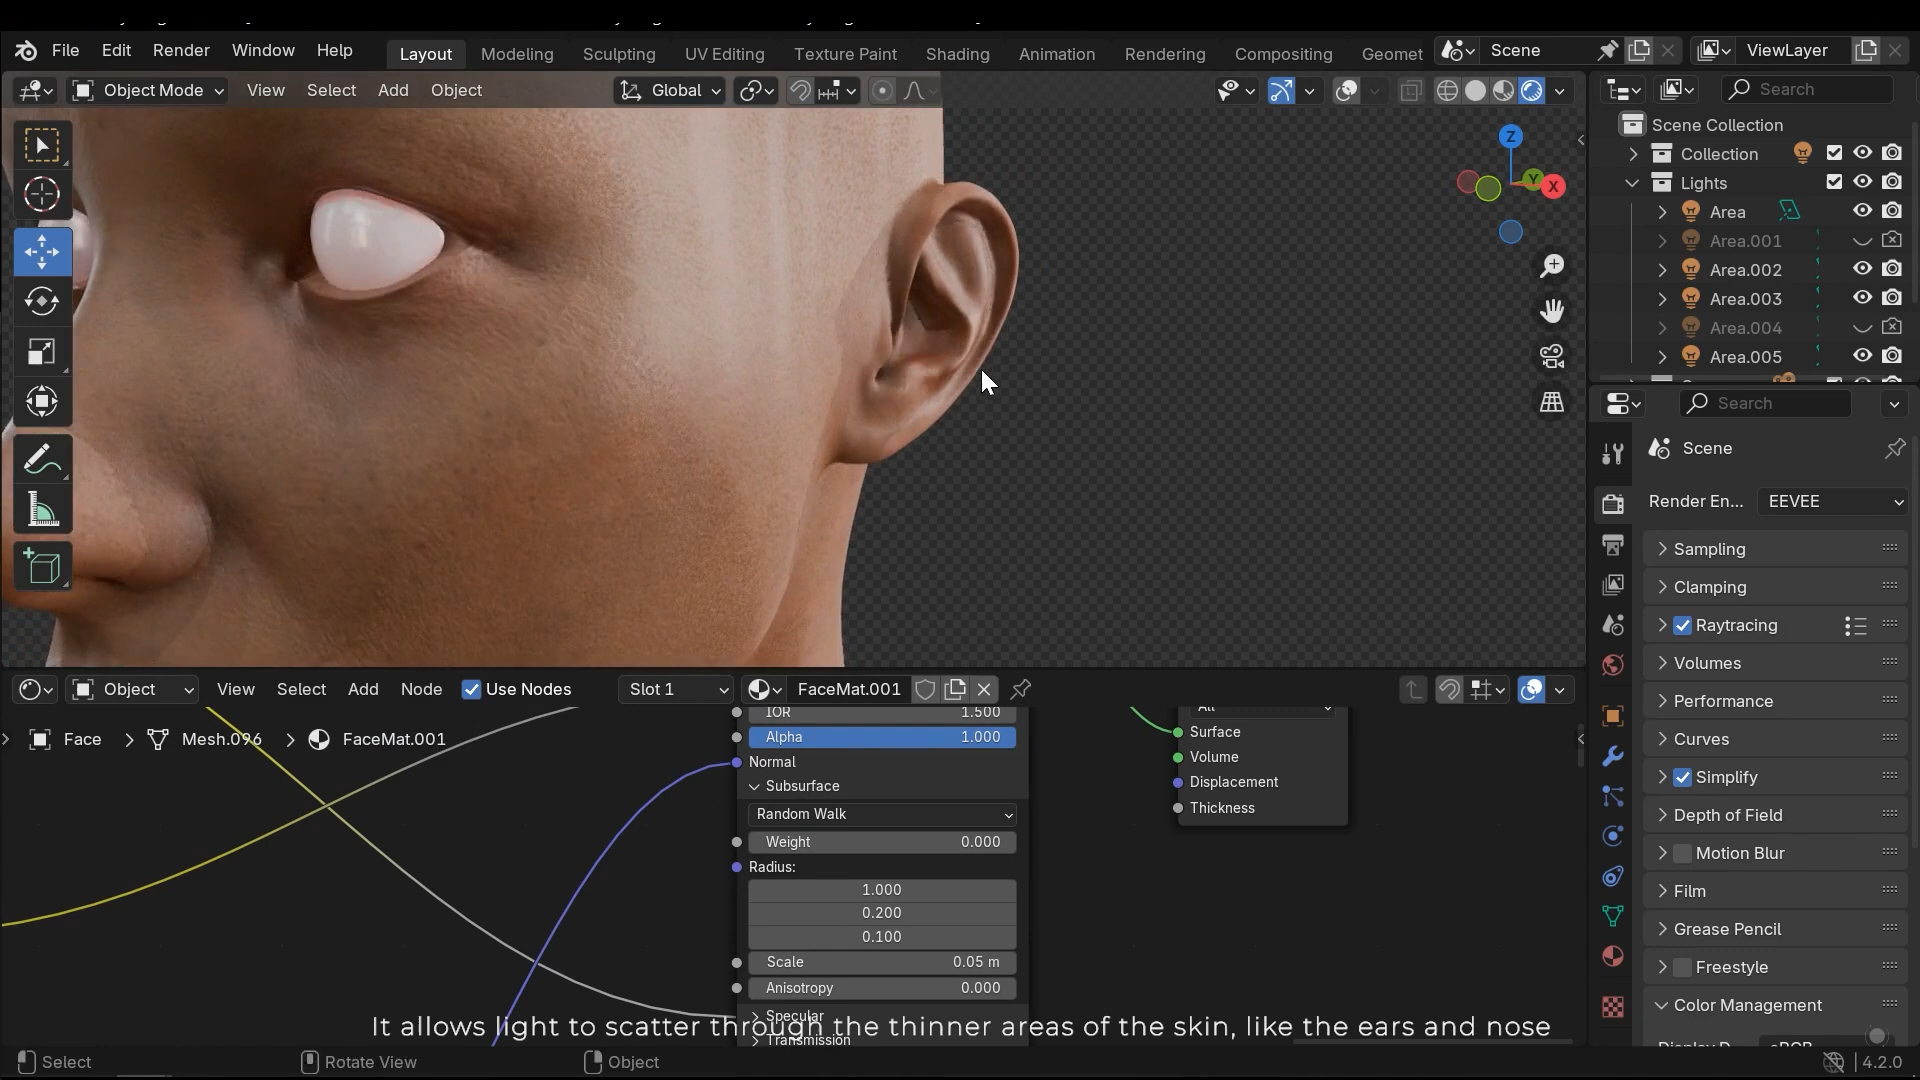 File Edit Render Window Help Layout Modeling Sculpting UV Editing Texture Paint Shading Animation Rendering Compositing Geomet Scene ViewLayer
Object Mode View Select Add Object Global Search
Z
Y
X
Scene Collection
Collection
Lights
Area
Area.001
Area.002
Area.003
Area.004
Area.005
Search
Scene
Render En... EEVEE
Sampling
Clamping
Raytracing
Volumes
Performance
Curves
Simplify
Depth of Field
Motion Blur
Film
Grease Pencil
Freestyle
Color Management
Object View Select Add Node Use Nodes Slot 1 FaceMat.001
Face Mesh.096 FaceMat.001
IOR 1.500
Alpha 1.000
Normal
Subsurface
Random Walk
Weight 0.000
Radius:
1.000
0.200
0.100
Scale 0.05 m
Anisotropy 0.000
Specular
Transmission
All
Surface
Volume
Displacement
Thickness
It allows light to scatter through the thinner areas of the skin, like the ears and nose
Select Rotate View Object 4.2.0